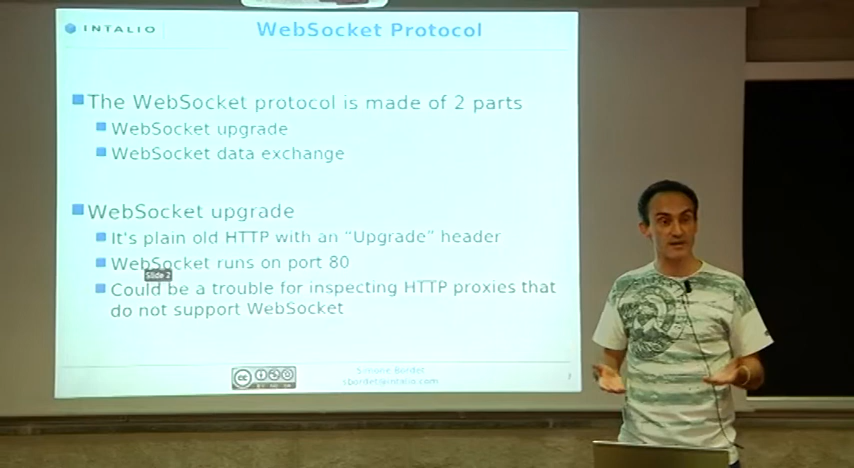 INTALIO
WebSocket Protocol
The WebSocket protocol is made of 2 parts
WebSocket upgrade
WebSocket data exchange
WebSocket upgrade
It's plain old HTTP with an “Upgrade” header
WebSocket runs on port 80
Slide 2
Could be a trouble for inspecting HTTP proxies that
do not support WebSocket
cc
Simone Bordet
sbordet@intalio.com